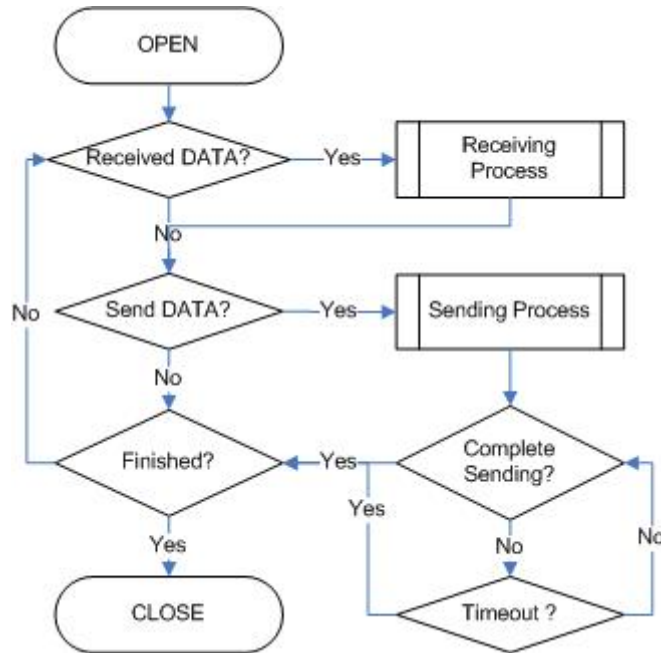 OPEN
Received DATA?
Yes
Receiving
Process
No
Send DATA?
Yes
Sending Process
No
No
Finished?
Yes
Complete
Sending?
Yes
No
No
Yes
CLOSE
Timeout ?